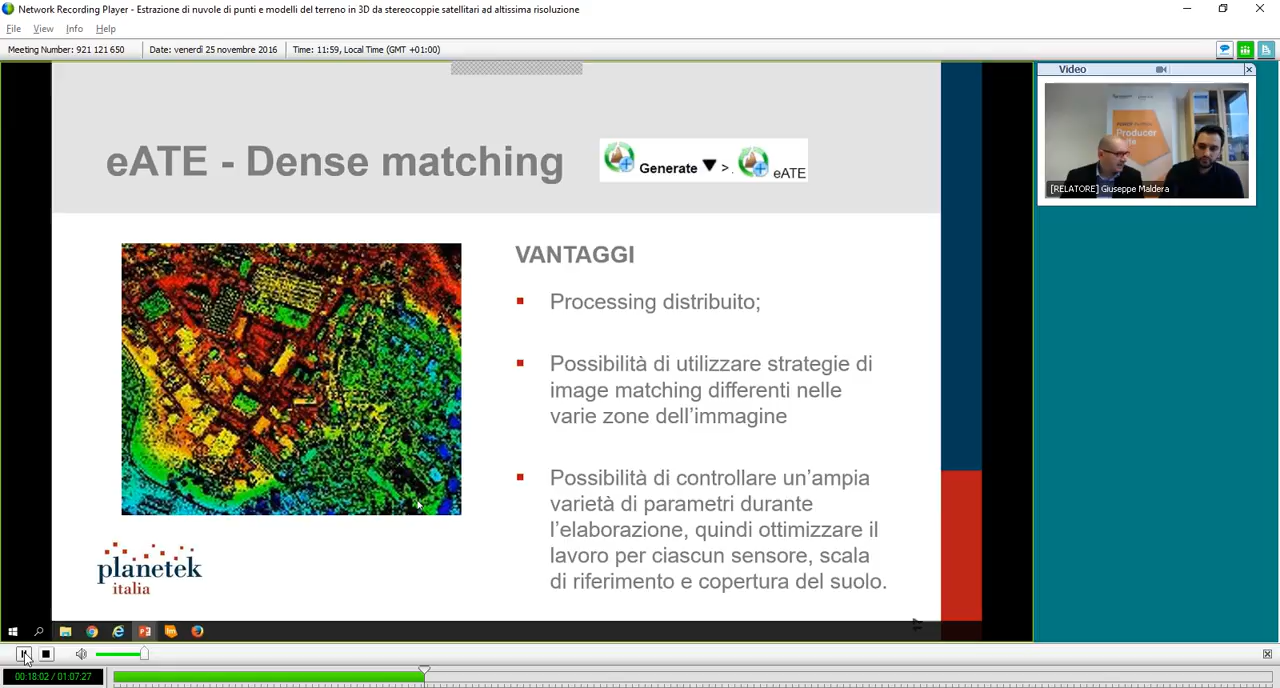 Network Recording Player - Estrazione di nuvole di punti e modelli del terreno in 3D da stereocoppie satellitari ad altissima risoluzione
File View Info Help
Meeting Number: 921 121 650 Date: venerdì 25 novembre 2016 Time: 11:59, Local Time (GMT +01:00)
Video
eATE - Dense matching
Generate > . eATE
Producer
[RELATORE] Giuseppe Maldera
VANTAGGI
Processing distribuito;
Possibilità di utilizzare strategie di
image matching differenti nelle
varie zone dell'immagine
Possibilità di controllare un'ampia
varietà di parametri durante
l'elaborazione, quindi ottimizzare il
lavoro per ciascun sensore, scala
di riferimento e copertura del suolo.
planetek
italia
00:18:02 / 01:07:27